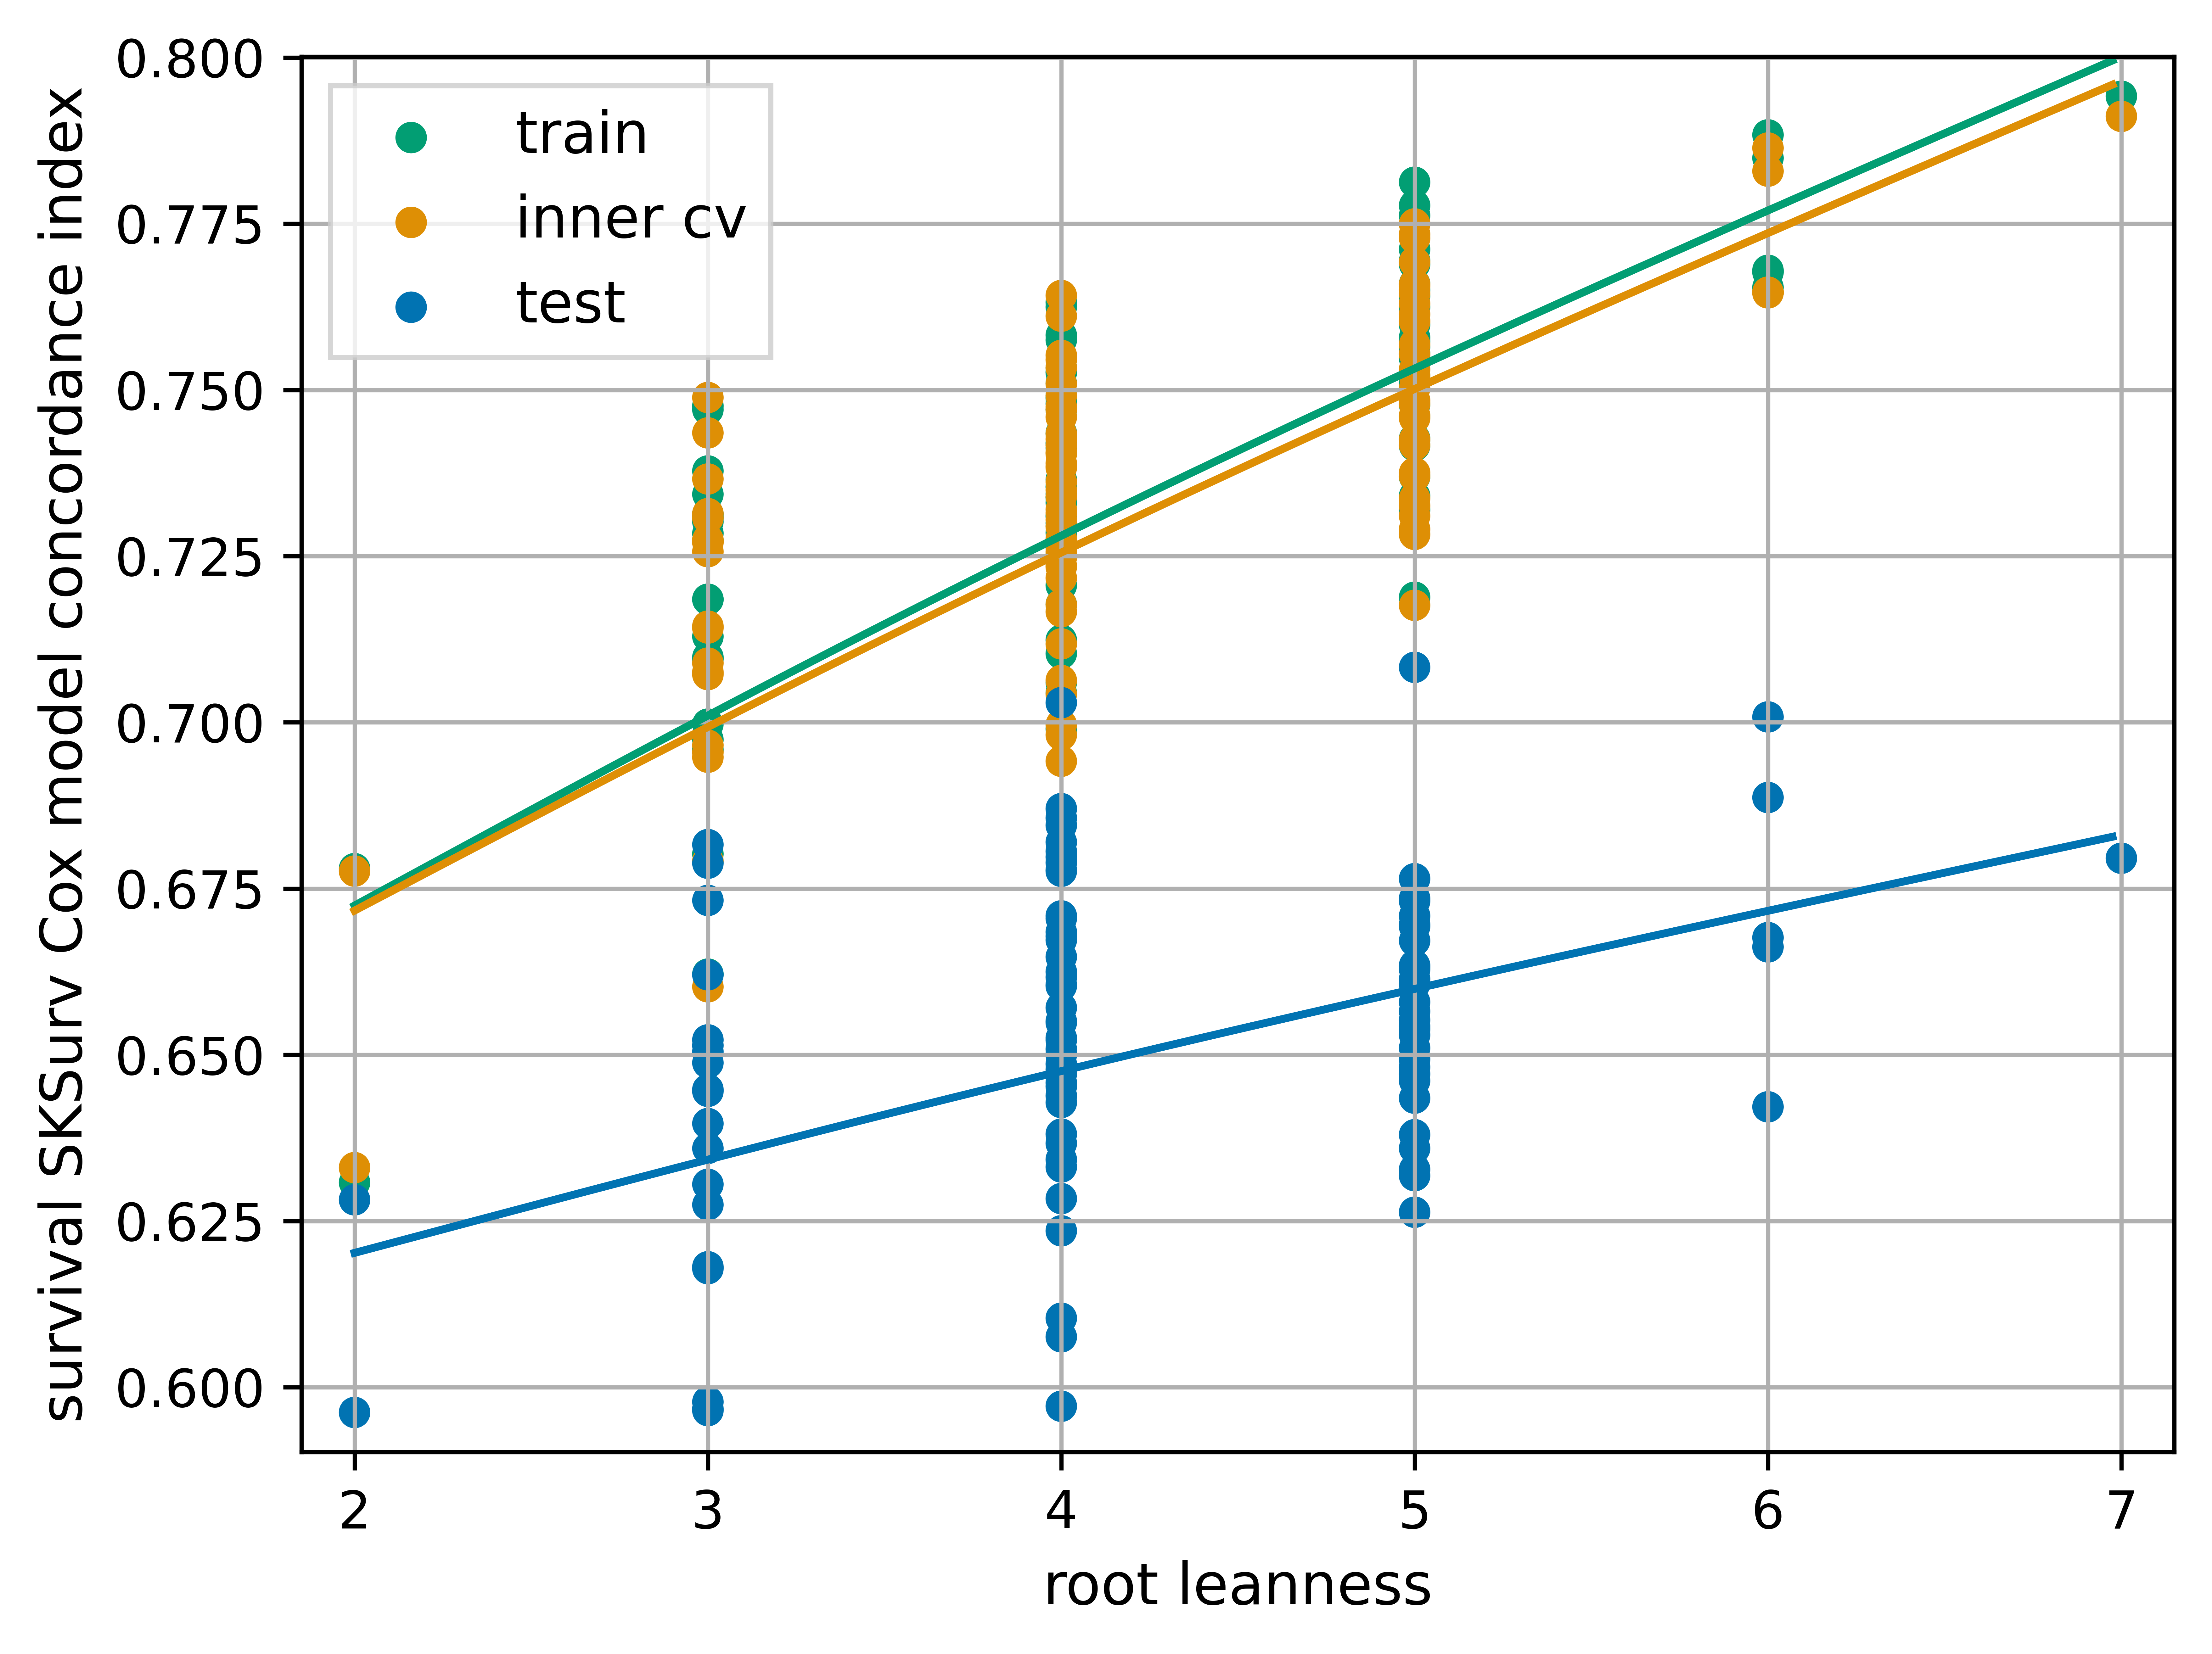 survival SKSurv Cox model concordance index
0.800
0.775
0.750
0.725
0.700
0.675
0.650
0.625
0.600
train
inner cv
test
2 3 4 5 6 7
root leanness